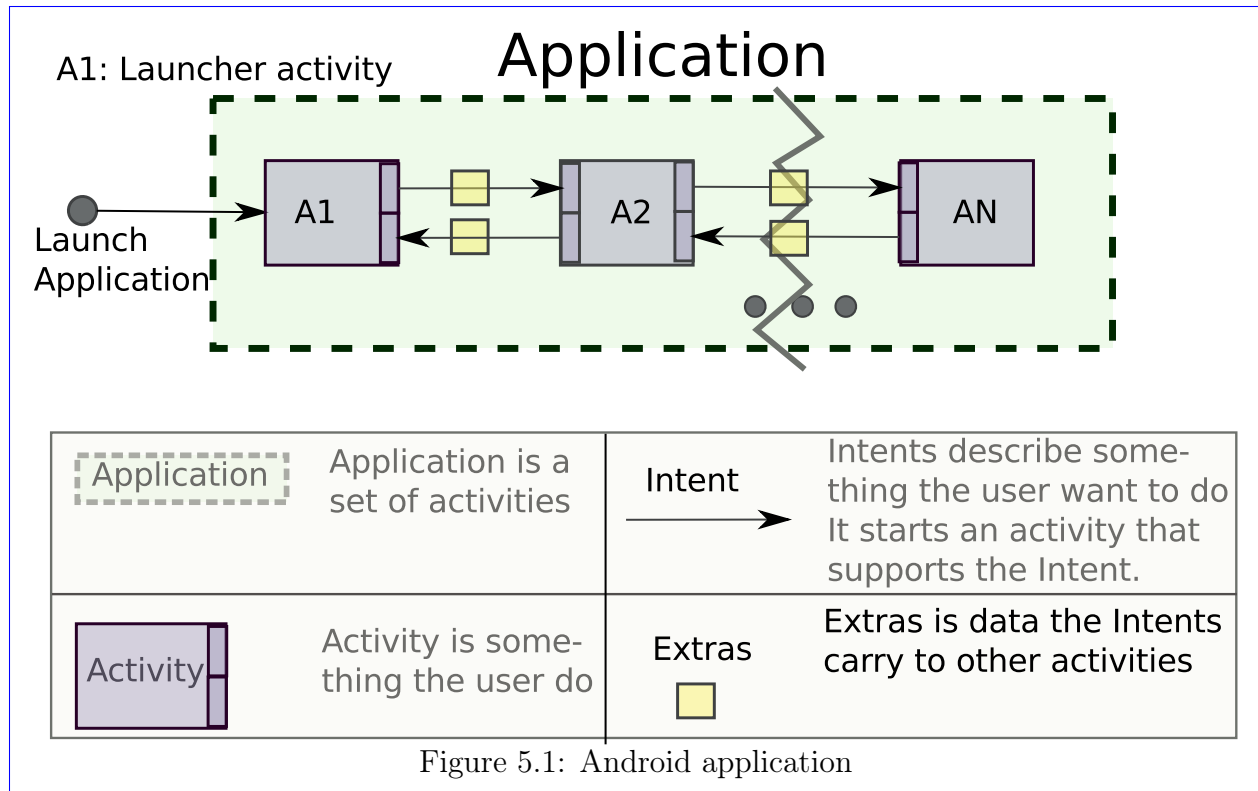 Application
A1: Launcher activity
A1
A2
AN
Launch
Application
Application
Application is a
set of activities
Intent
Intents describe some-
thing the user want to do
It starts an activity that
supports the Intent.
Activity
Activity is some-
thing the user do
Extras
Extras is data the Intents
carry to other activities
Figure 5.1: Android application